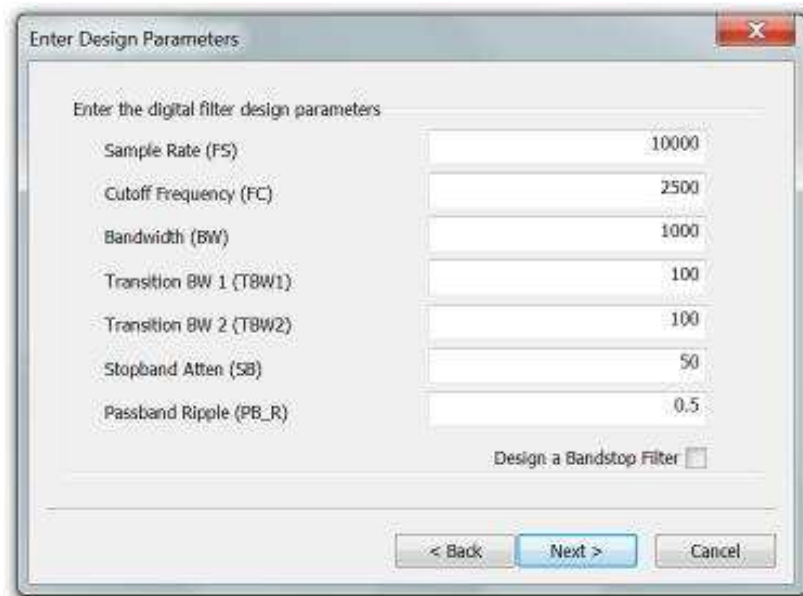 Enter Design Parameters
Enter the digital filter design parameters
Sample Rate (FS) 10000
Cutoff Frequency (FC) 2500
Bandwidth (BW) 1000
Transition BW 1 (TBW1) 100
Transition BW 2 (TBW2) 100
Stopband Atten (SB) 50
Passband Ripple (PB_R) 0.5
Design a Bandstop Filter
< Back Next > Cancel